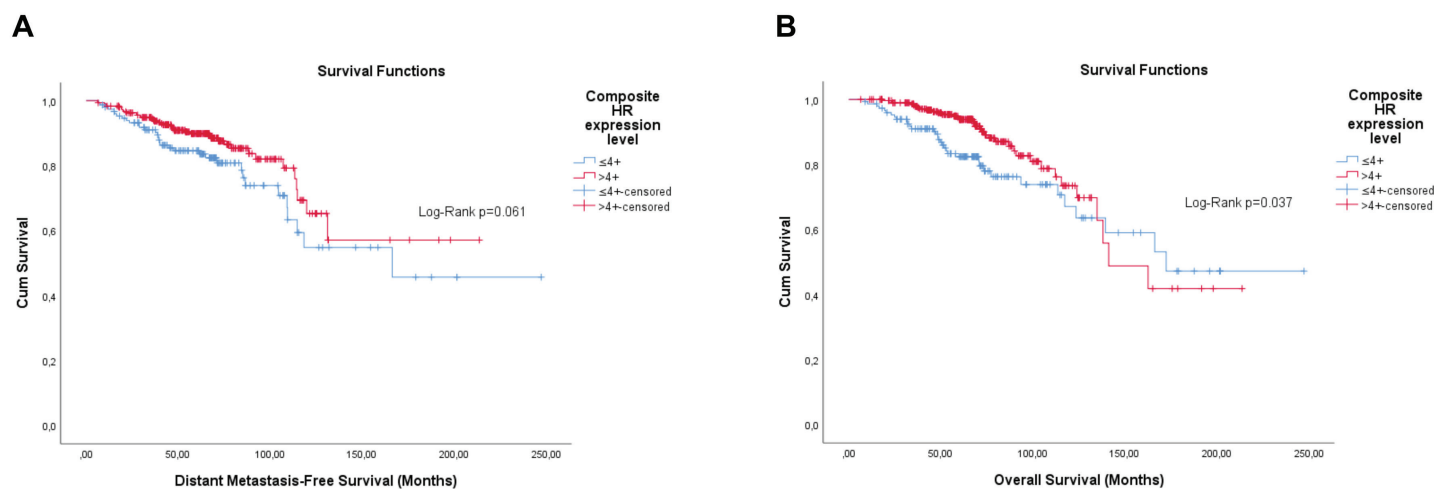 A
Survival Functions
Cum Survival
1,0
0,8
0,6
0,4
0,2
0,0
,00
50,00
100,00
150,00
200,00
250,00
Distant Metastasis-Free Survival (Months)
Log-Rank p=0.061
Composite
HR
expression
level
≤4+
>4+
≤4+-censored
>4+-censored
B
Survival Functions
Cum Survival
1,0
0,8
0,6
0,4
0,2
0,0
,00
50,00
100,00
150,00
200,00
250,00
Overall Survival (Months)
Log-Rank p=0.037
Composite
HR
expression
level
≤4+
>4+
≤4+-censored
>4+-censored